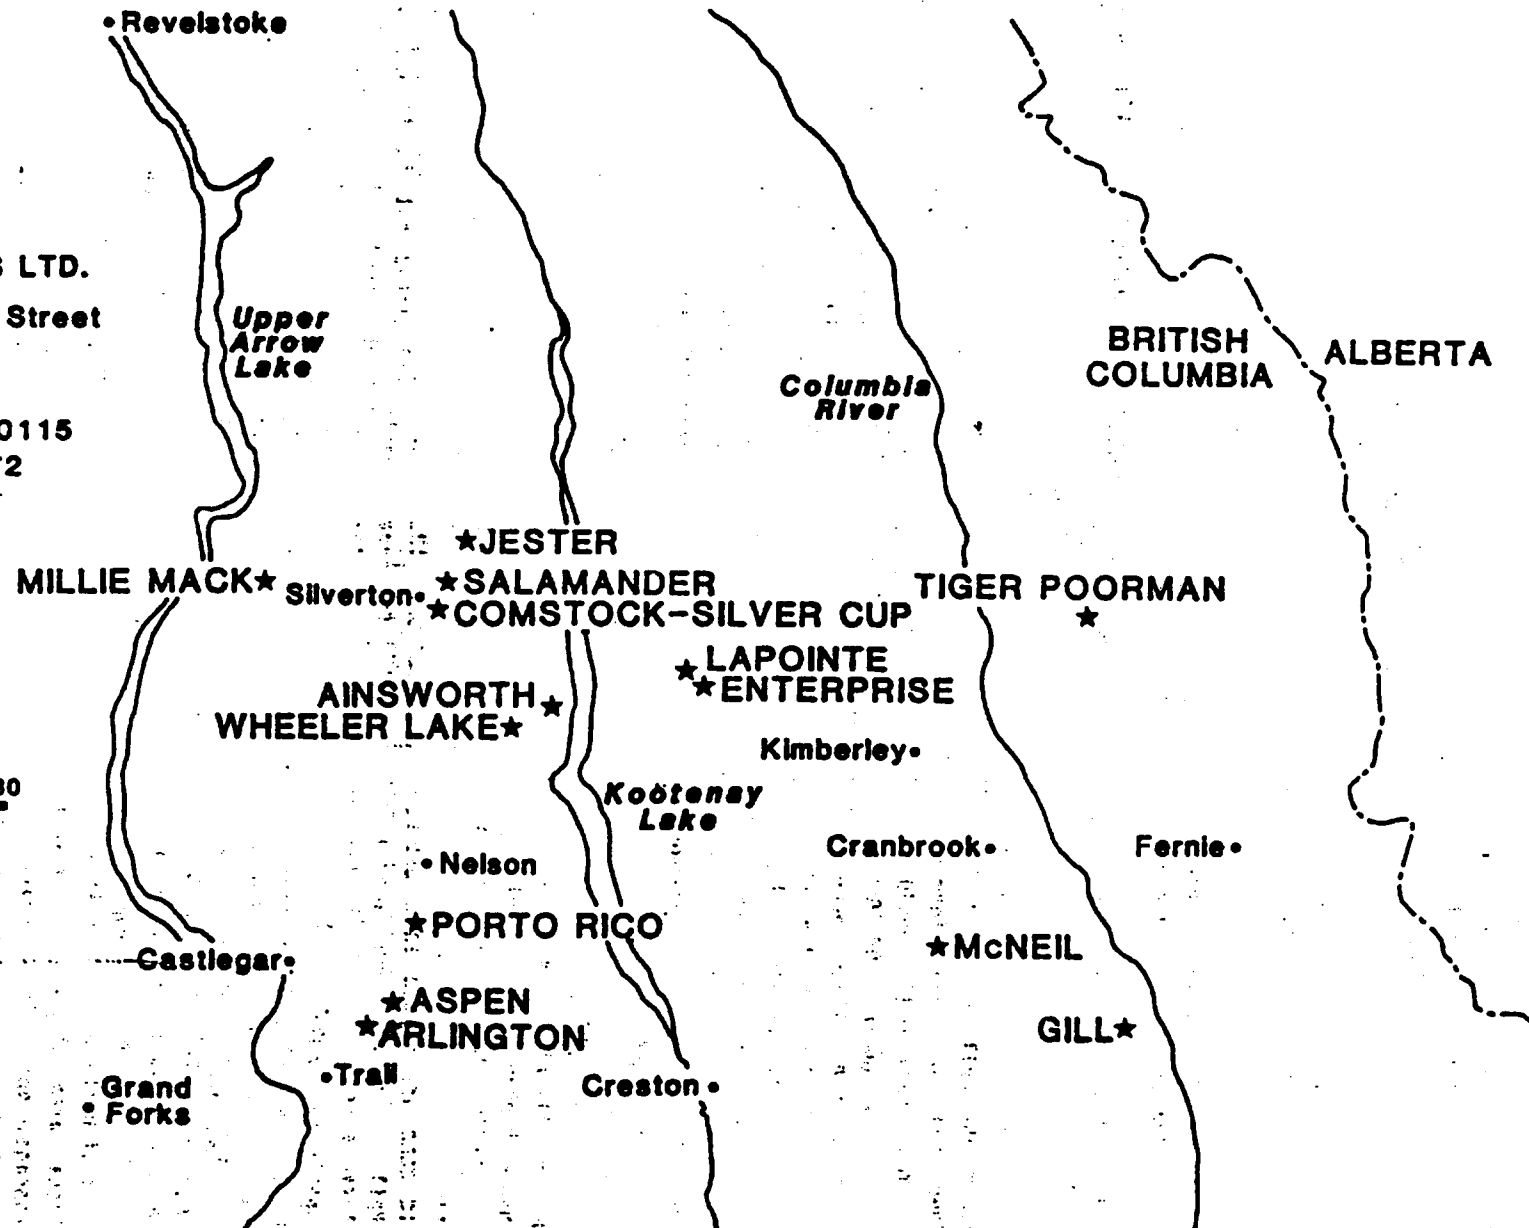 Revelstoke
LTD.
Street
Upper
Arrow
Lake
BRITISH
COLUMBIA
ALBERTA
Columbia
River
0115
JESTER
MILLIE MACK
Silverton
SALAMANDER
COMSTOCK-SILVER CUP
TIGER POORMAN
LAPOINTE
ENTERPRISE
AINSWORTH
WHEELER LAKE
Kimberley
Kootenay
Lake
Cranbrook
Fernie
Nelson
PORTO RICO
McNEIL
Castlegar
ASPEN
ARLINGTON
GILL
Trail
Creston
Grand
Forks